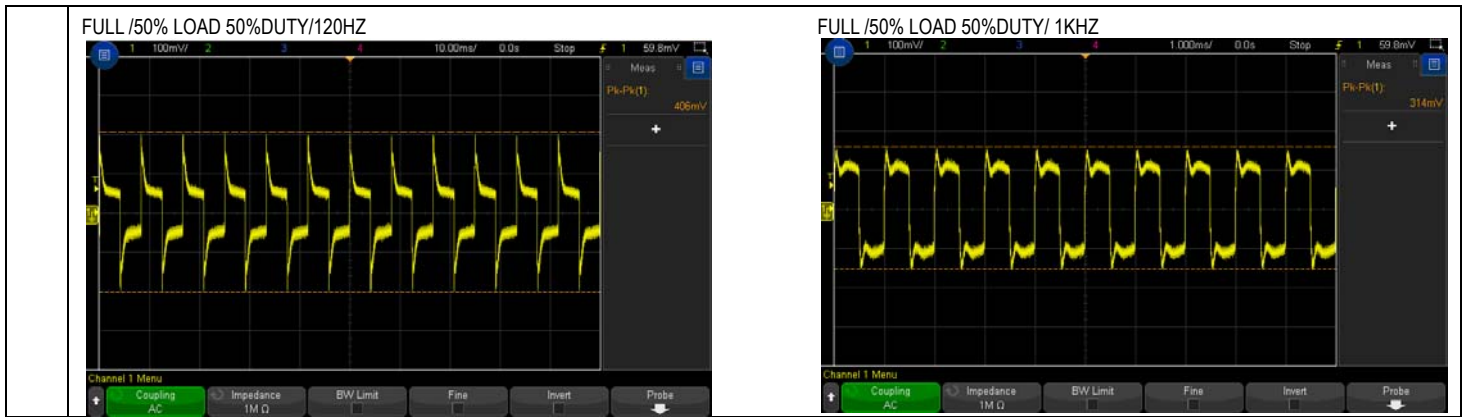 FULL /50% LOAD 50%DUTY/120HZ
1 100mV/ 2 3 4 10.00ms/ 0.0s Stop 1 59.8mV
Meas
Pk-Pk(1):
406mV
+
T
Channel 1 Menu
Coupling
AC
Impedance
1M Ω
BW Limit
Fine
Invert
Probe
FULL /50% LOAD 50%DUTY/ 1KHZ
1 100mV/ 2 3 4 1.000ms/ 0.0s Stop 1 59.8mV
Meas
Pk-Pk(1):
314mV
+
T
Channel 1 Menu
Coupling
AC
Impedance
1M Ω
BW Limit
Fine
Invert
Probe